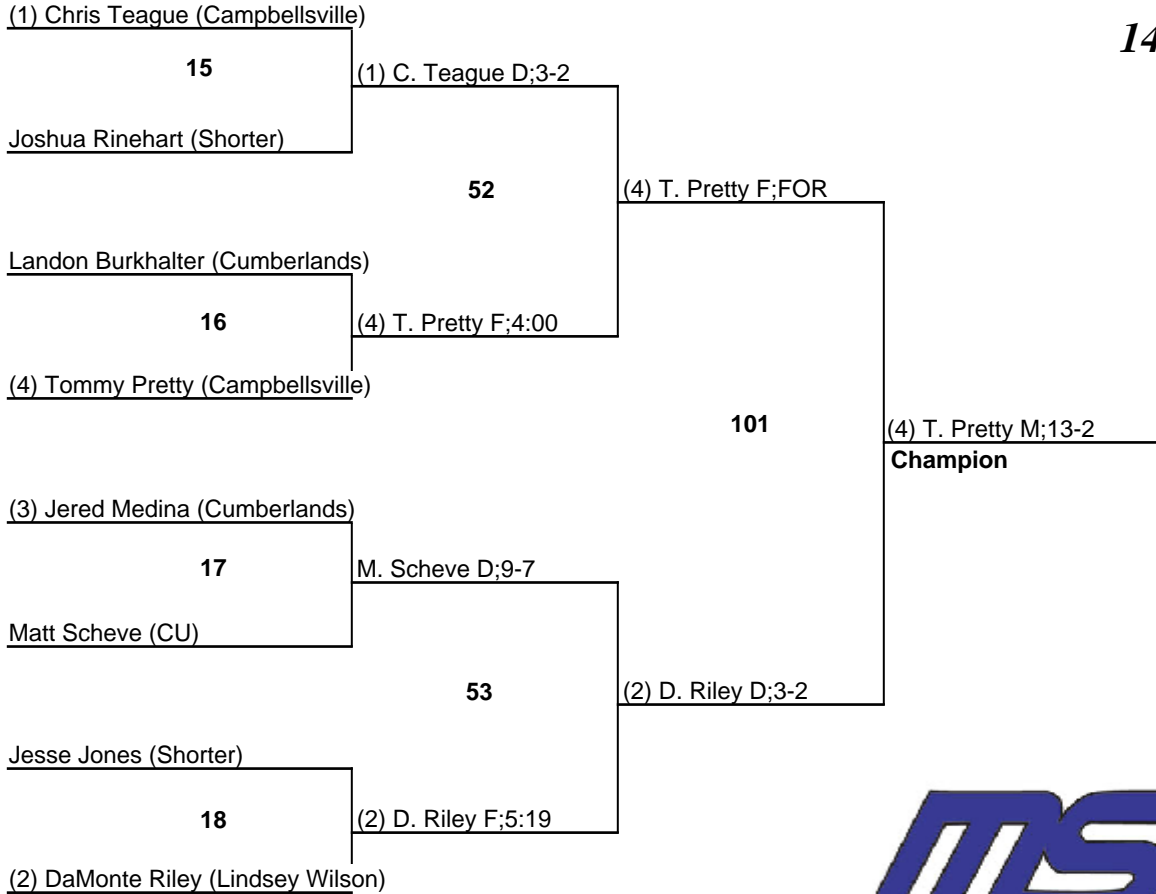 (1) Chris Teague (Campbellsville)
14
15
(1) C. Teague D;3-2
Joshua Rinehart (Shorter)
52
(4) T. Pretty F;FOR
Landon Burkhalter (Cumberlands)
16
(4) T. Pretty F;4:00
(4) Tommy Pretty (Campbellsville)
101
(4) T. Pretty M;13-2
Champion
(3) Jered Medina (Cumberlands)
17
M. Scheve D;9-7
Matt Scheve (CU)
53
(2) D. Riley D;3-2
Jesse Jones (Shorter)
18
(2) D. Riley F;5:19
(2) DaMonte Riley (Lindsey Wilson)
MS